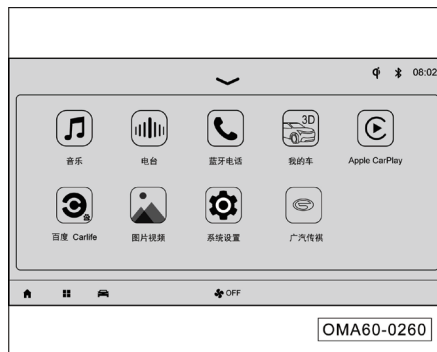 08:02
3D
音乐
电台
蓝牙电话
我的车
Apple CarPlay
百度 Carlife
图片视频
系统设置
广汽传祺
OFF
OMA60-0260